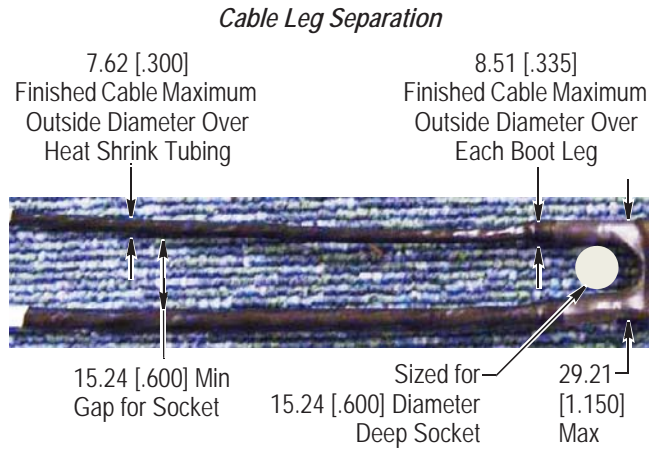 Cable Leg Separation
7.62 [.300]
Finished Cable Maximum
Outside Diameter Over
Heat Shrink Tubing
8.51 [.335]
Finished Cable Maximum
Outside Diameter Over
Each Boot Leg
15.24 [.600] Min
Gap for Socket
Sized for
15.24 [.600] Diameter
Deep Socket
29.21
[1.150]
Max